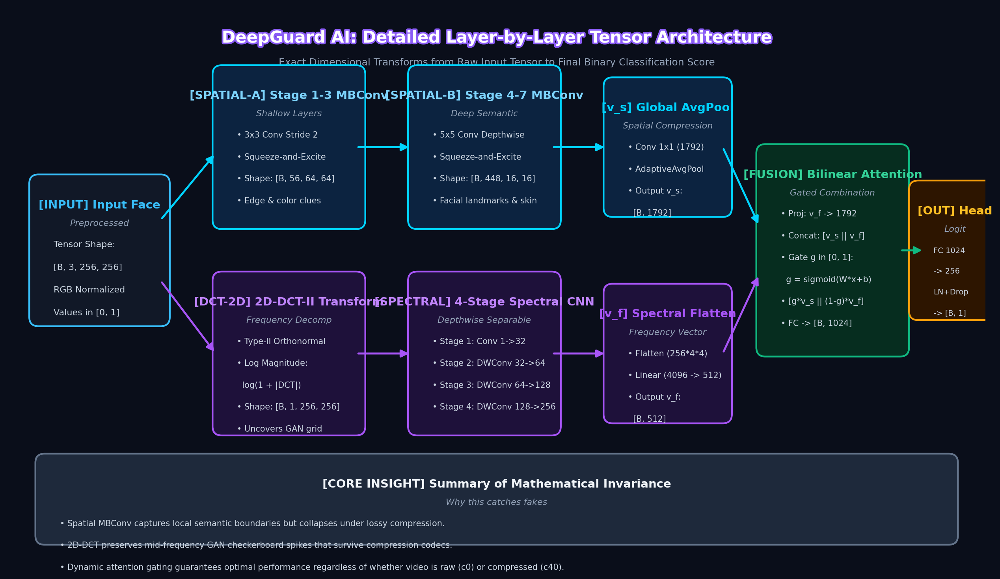 DeepGuard AI: Detailed Layer-by-Layer Tensor Architecture
Exact Dimensional Transforms from Raw Input Tensor to Final Binary Classification Score
[INPUT] Input Face
Preprocessed
Tensor Shape:
[B, 3, 256, 256]
RGB Normalized
Values in [0, 1]
[SPATIAL-A] Stage 1-3 MBConv
Shallow Layers
• 3x3 Conv Stride 2
• Squeeze-and-Excite
• Shape: [B, 56, 64, 64]
• Edge & color clues
[SPATIAL-B] Stage 4-7 MBConv
Deep Semantic
• 5x5 Conv Depthwise
• Squeeze-and-Excite
• Shape: [B, 448, 16, 16]
• Facial landmarks & skin
[v_s] Global AvgPool
Spatial Compression
• Conv 1x1 (1792)
• AdaptiveAvgPool
• Output v_s:
[B, 1792]
[DCT-2D] 2D-DCT-II Transform
Frequency Decomp
• Type-II Orthonormal
• Log Magnitude:
log(1 + |DCT|)
• Shape: [B, 1, 256, 256]
• Uncovers GAN grid
[SPECTRAL] 4-Stage Spectral CNN
Depthwise Separable
• Stage 1: Conv 1->32
• Stage 2: DWConv 32->64
• Stage 3: DWConv 64->128
• Stage 4: DWConv 128->256
[v_f] Spectral Flatten
Frequency Vector
• Flatten (256*4*4)
• Linear (4096 -> 512)
• Output v_f:
[B, 512]
[FUSION] Bilinear Attention
Gated Combination
• Proj: v_f -> 1792
• Concat: [v_s || v_f]
• Gate g in [0, 1]:
g = sigmoid(W*x+b)
• [g*v_s || (1-g)*v_f]
• FC -> [B, 1024]
[OUT] Head
Logit
FC 1024
-> 256
LN+Drop
-> [B, 1]
[CORE INSIGHT] Summary of Mathematical Invariance
Why this catches fakes
• Spatial MBConv captures local semantic boundaries but collapses under lossy compression.
• 2D-DCT preserves mid-frequency GAN checkerboard spikes that survive compression codecs.
• Dynamic attention gating guarantees optimal performance regardless of whether video is raw (c0) or compressed (c40).